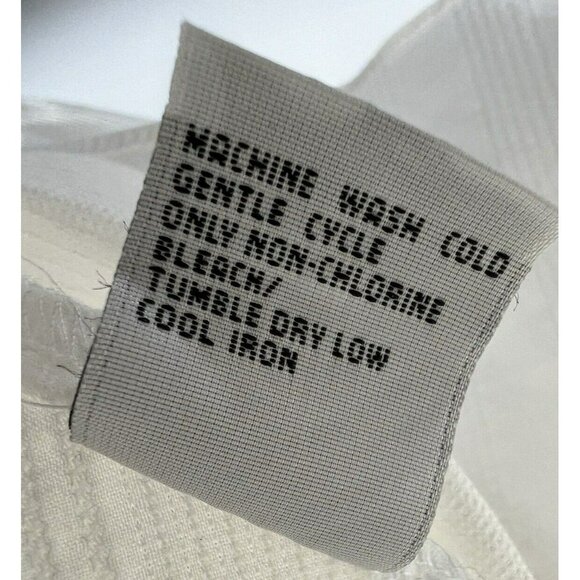 MACHINE WASH COLD
GENTLE CYCLE
ONLY NON-CHLORINE
BLEACH/
TUMBLE DRY LOW
COOL IRON